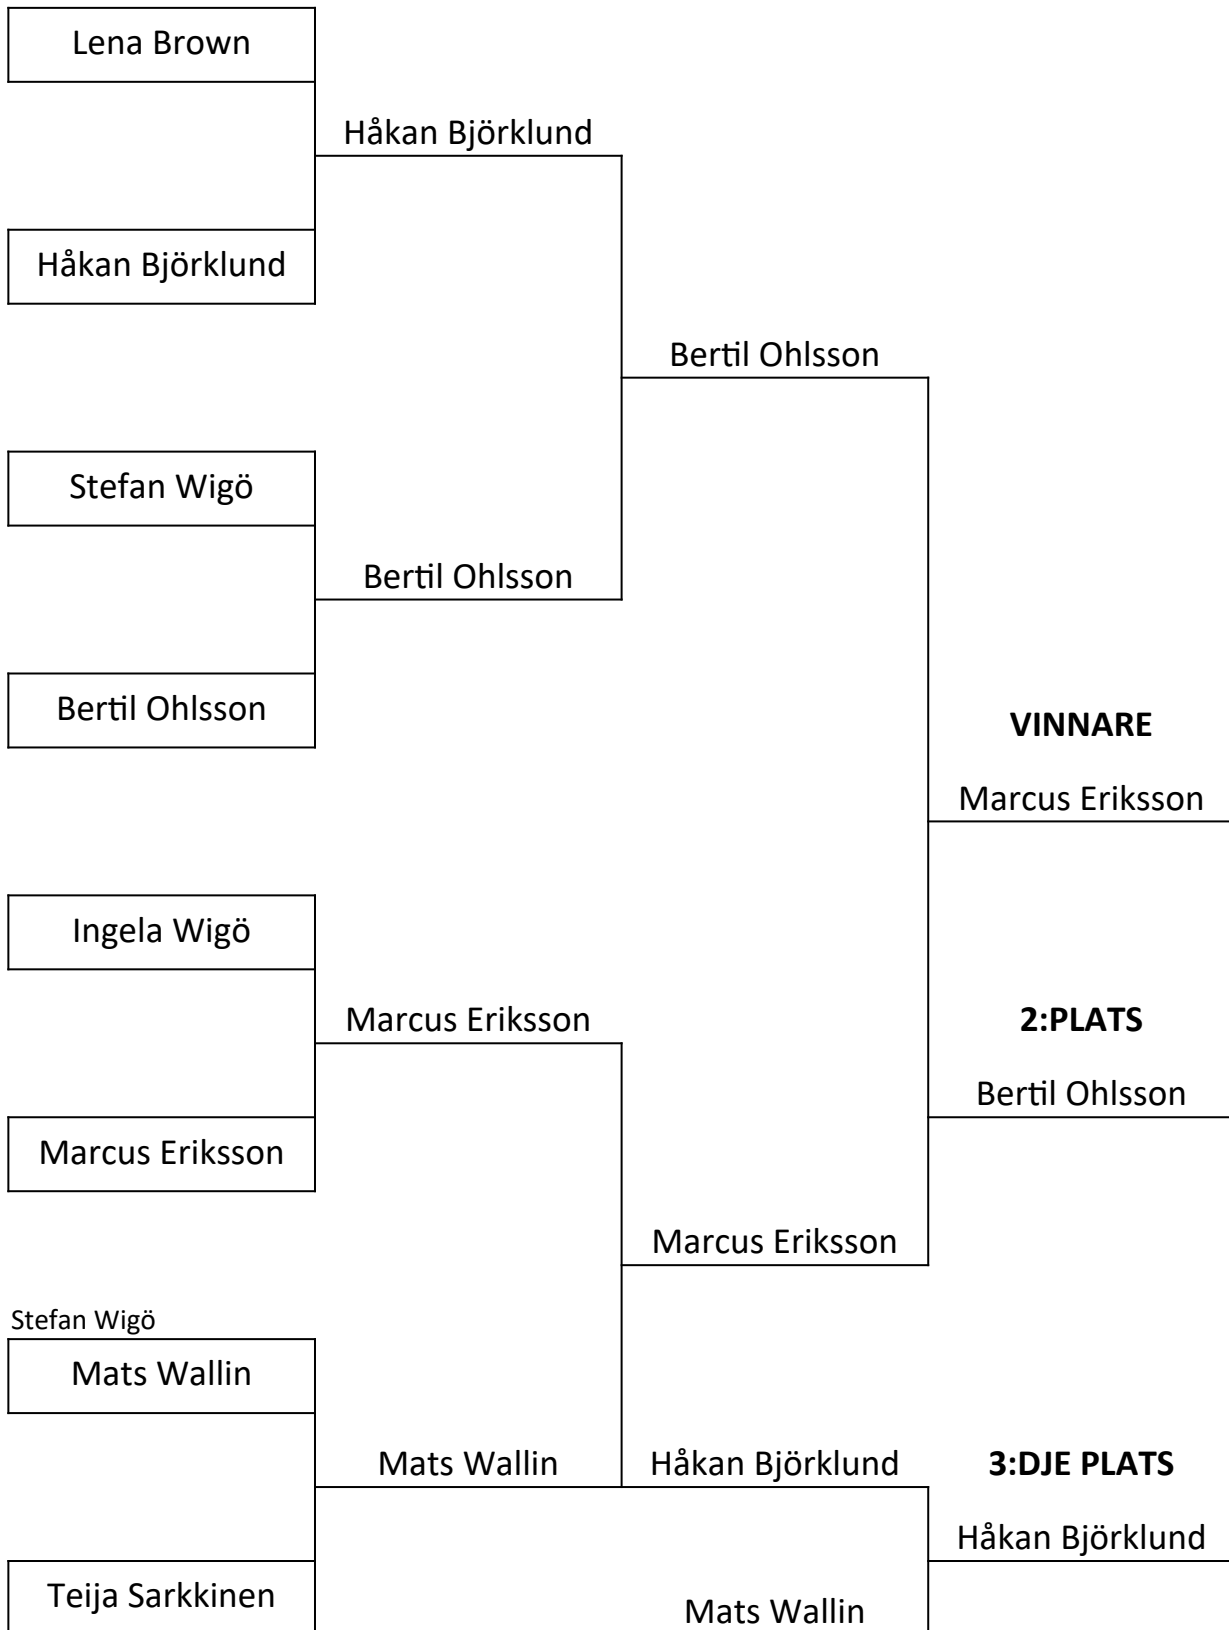 Lena Brown
Håkan Björklund
Håkan Björklund
Bertil Ohlsson
Stefan Wigö
Bertil Ohlsson
Bertil Ohlsson
VINNARE
Marcus Eriksson
Ingela Wigö
Marcus Eriksson
2:PLATS
Bertil Ohlsson
Marcus Eriksson
Marcus Eriksson
Stefan Wigö
Mats Wallin
Mats Wallin
Håkan Björklund
3:DJE PLATS
Håkan Björklund
Teija Sarkkinen
Mats Wallin